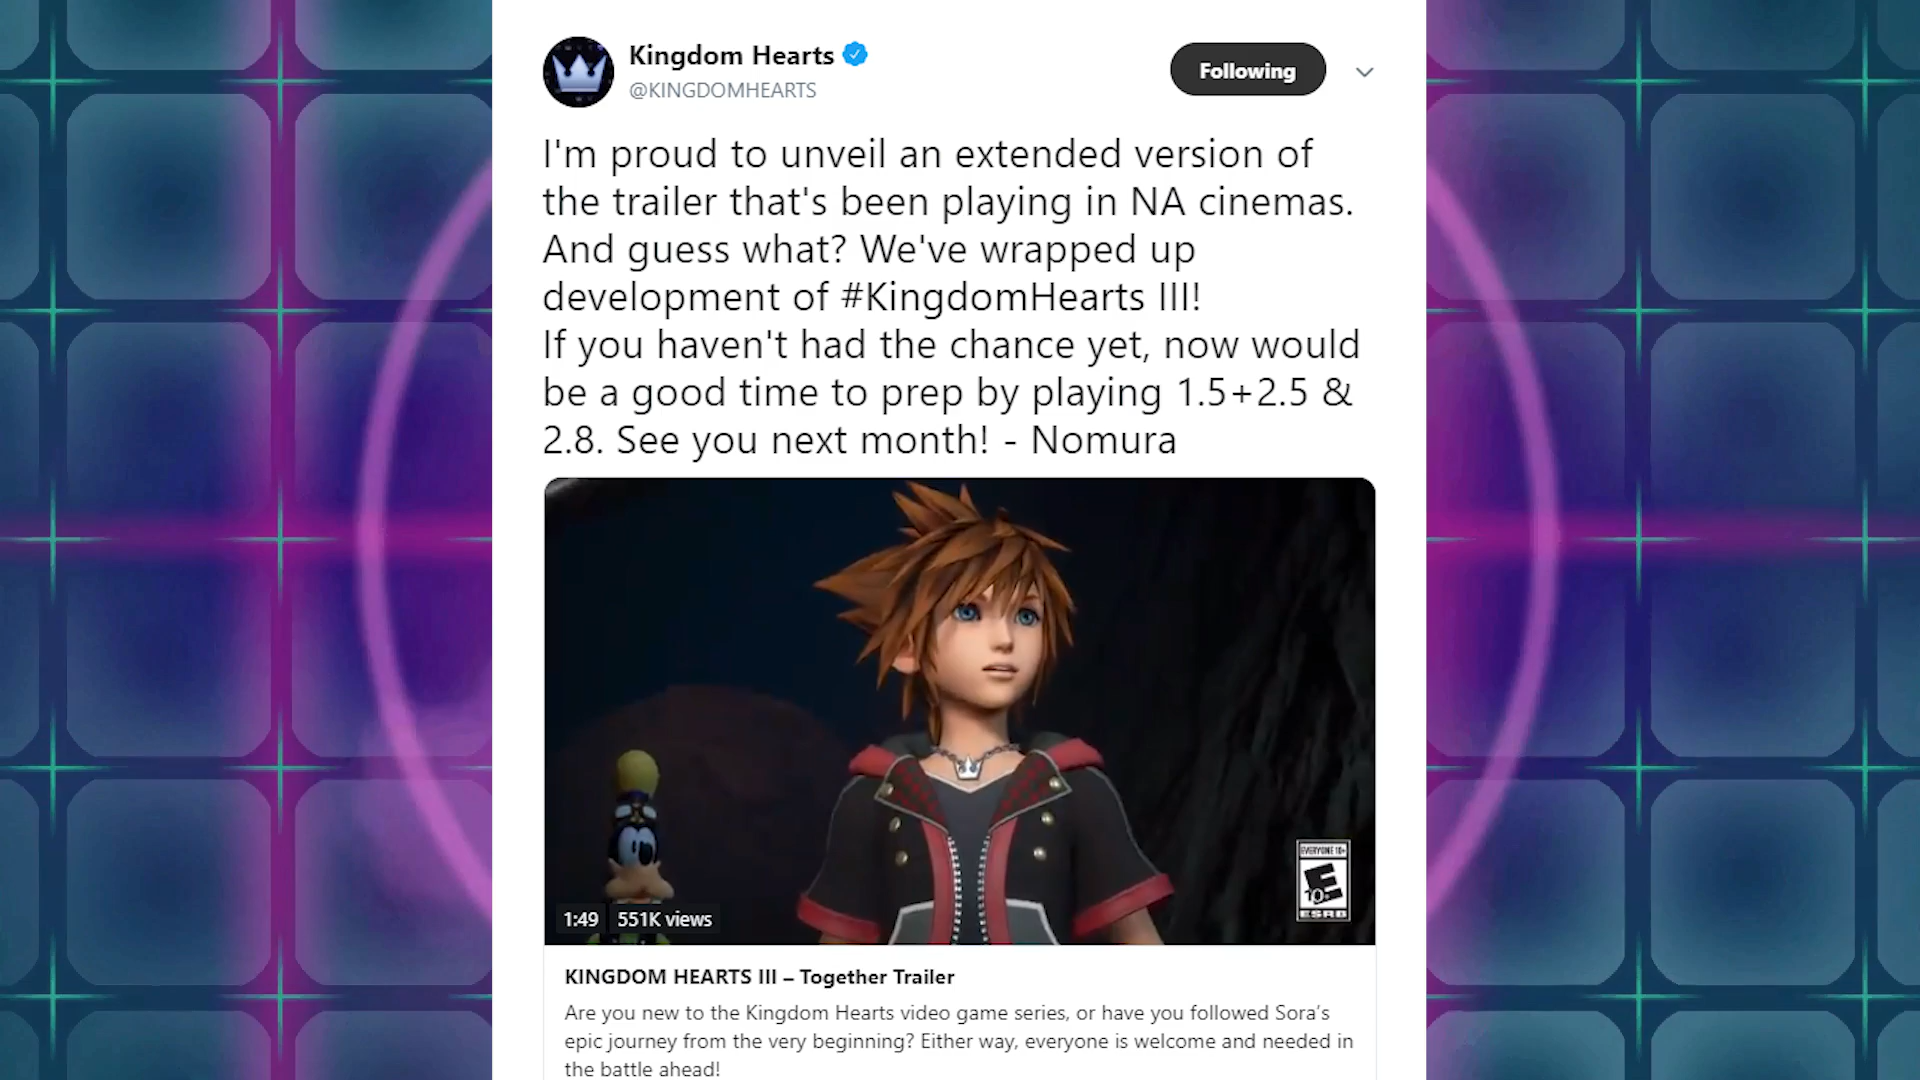 Kingdom Hearts
@KINGDOMHEARTS
Following
I'm proud to unveil an extended version of
the trailer that's been playing in NA cinemas.
And guess what? We've wrapped up
development of #KingdomHearts III!
If you haven't had the chance yet, now would
be a good time to prep by playing 1.5+2.5 &
2.8. See you next month! - Nomura
EVERYONE 10+
E
10+
ESRB
1:49 551K views
KINGDOM HEARTS III – Together Trailer
Are you new to the Kingdom Hearts video game series, or have you followed Sora’s
epic journey from the very beginning? Either way, everyone is welcome and needed in
the battle ahead!